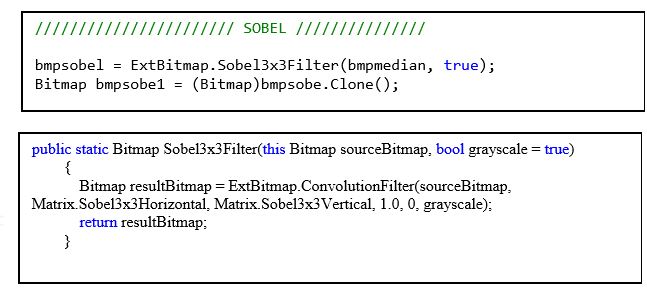 /////////////////////// SOBEL ///////////////
bmpsobel = ExtBitmap.Sobel3x3Filter(bmpmedian, true);
Bitmap bmpsobe1 = (Bitmap)bmpsobe.Clone();
public static Bitmap Sobel3x3Filter(this Bitmap sourceBitmap, bool grayscale = true)
{
Bitmap resultBitmap = ExtBitmap.ConvolutionFilter(sourceBitmap,
Matrix.Sobel3x3Horizontal, Matrix.Sobel3x3Vertical, 1.0, 0, grayscale);
return resultBitmap;
}